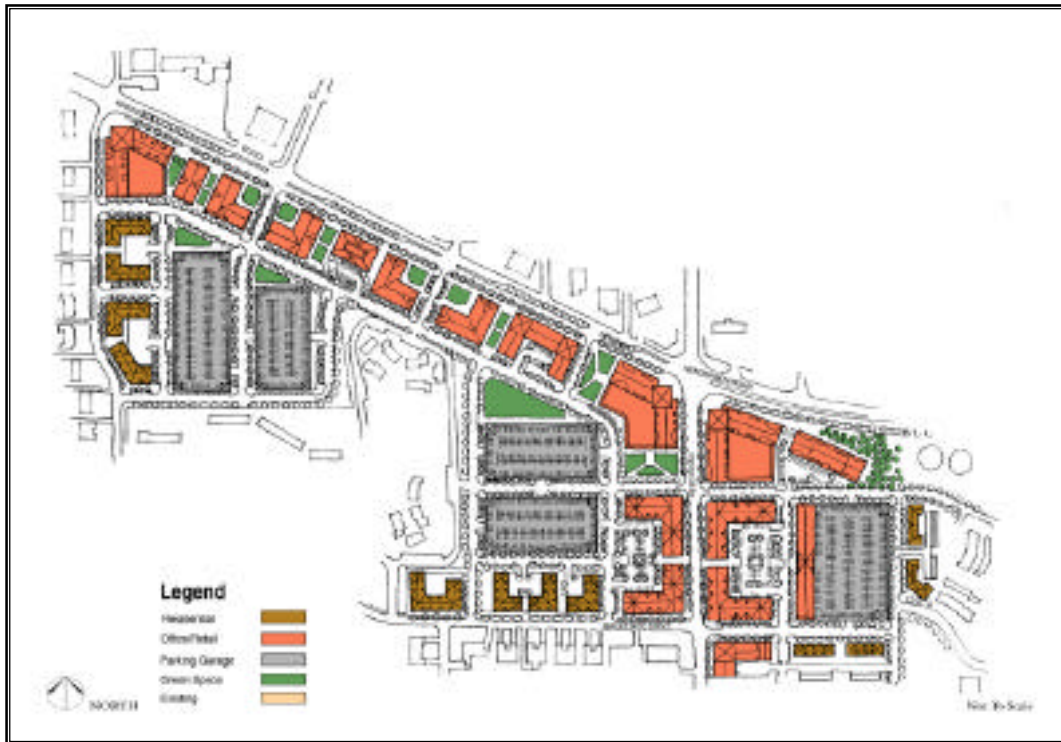 Legend
Residential
Office/Retail
Parking Garage
Green Space
Existing
NORTH
Not To Scale